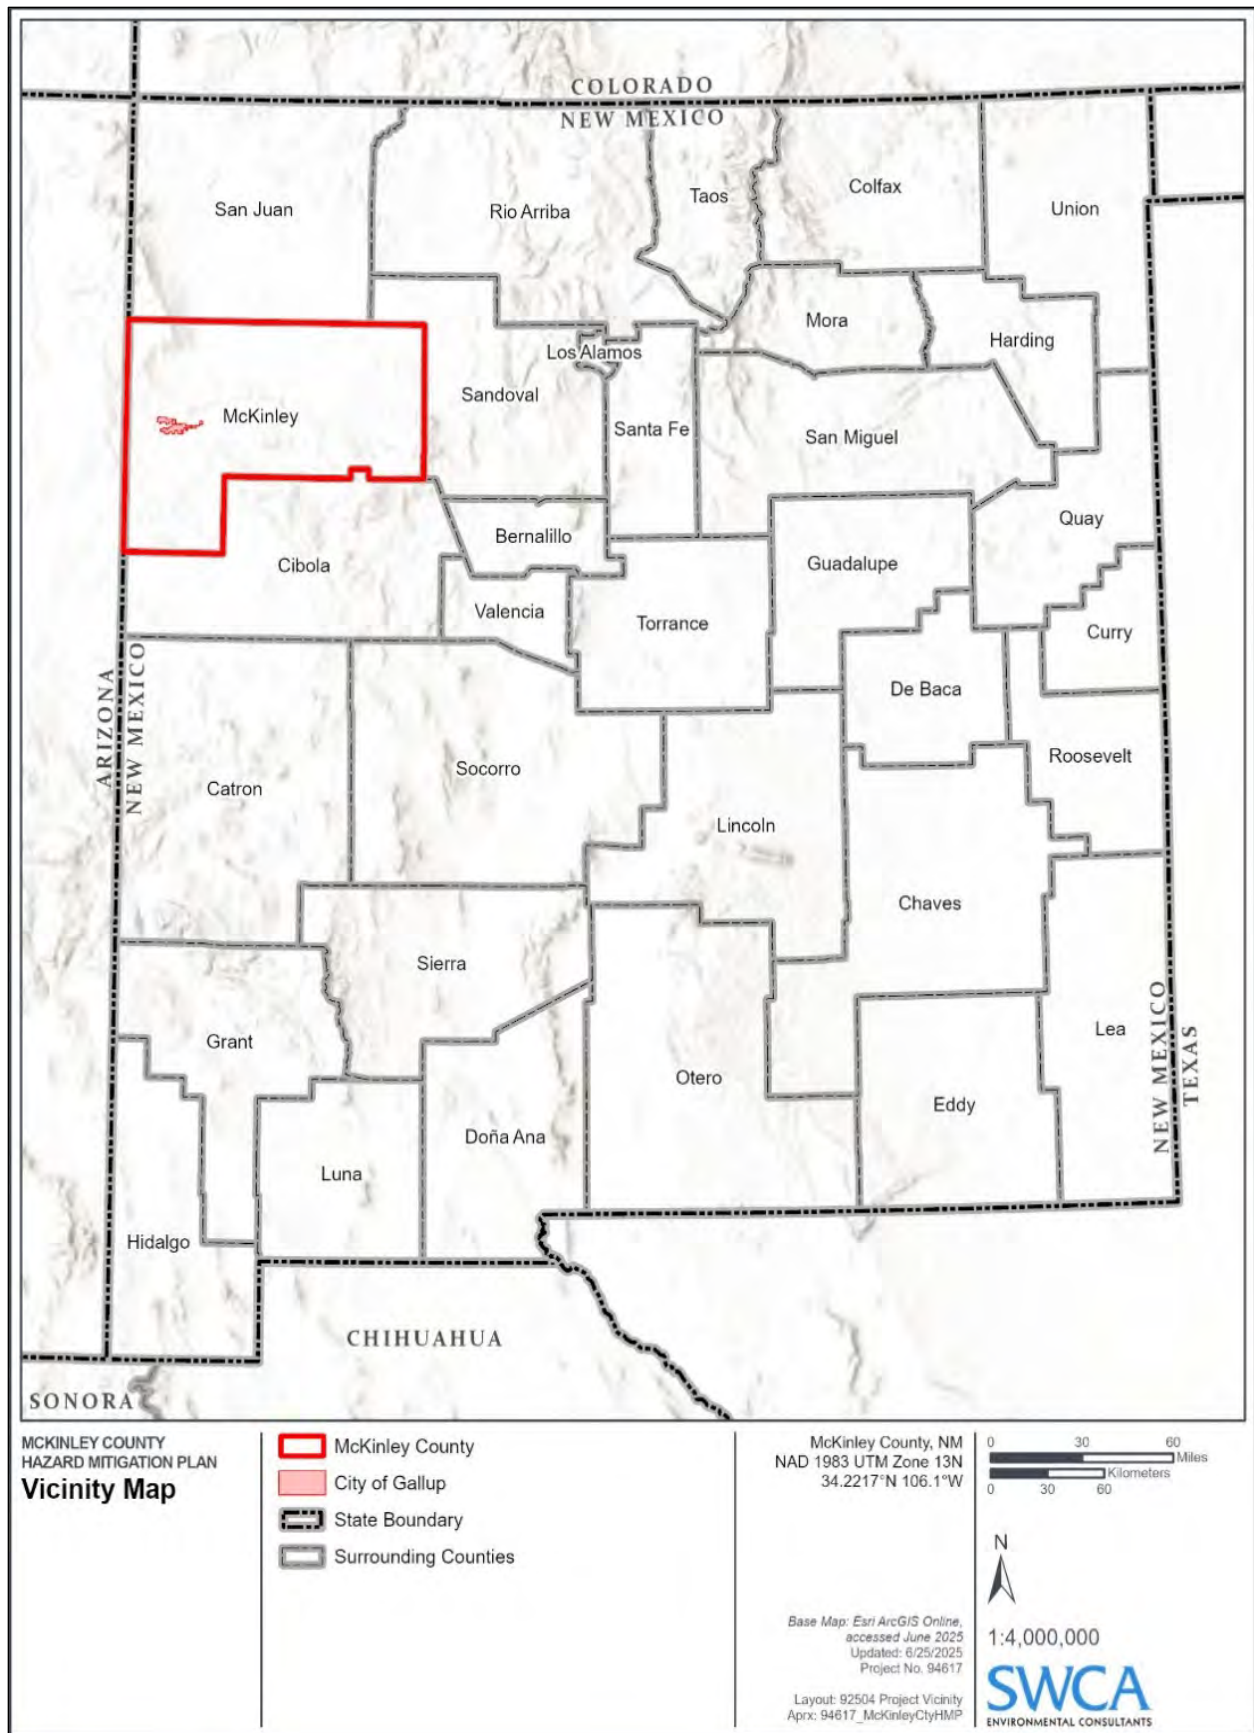 COLORADO
NEW MEXICO
San Juan
Rio Arriba
Taos
Colfax
Union
Mora
Harding
Los Alamos
Sandoval
McKinley
Santa Fe
San Miguel
Quay
Bernalillo
Guadalupe
Cibola
Valencia
Torrance
Curry
De Baca
ARIZONA
NEW MEXICO
Roosevelt
Socorro
Catron
Lincoln
Chaves
Sierra
Lea
NEW MEXICO
TEXAS
Grant
Otero
Eddy
Doña Ana
Luna
Hidalgo
CHIHUAHUA
SONORA
MCKINLEY COUNTY
HAZARD MITIGATION PLAN
Vicinity Map
McKinley County
City of Gallup
State Boundary
Surrounding Counties
McKinley County, NM
NAD 1983 UTM Zone 13N
34.2217°N 106.1°W
Base Map: Esri ArcGIS Online,
accessed June 2025
Updated: 6/25/2025
Project No. 94617
Layout: 92504 Project Vicinity
Aprx: 94617_McKinleyCtyHMP
0 30 60
Miles
Kilometers
0 30 60
N
1:4,000,000
SWCA
ENVIRONMENTAL CONSULTANTS